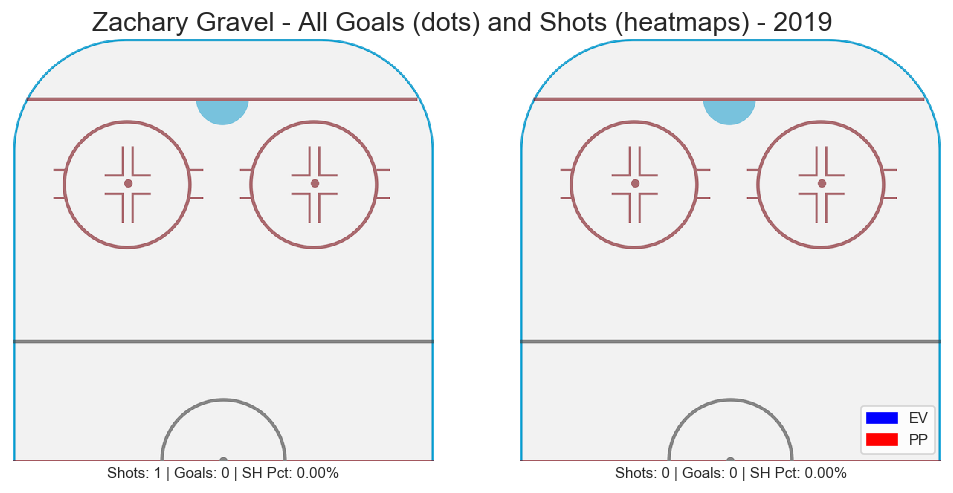 Zachary Gravel - All Goals (dots) and Shots (heatmaps) - 2019
EV
PP
Shots: 1 | Goals: 0 | SH Pct: 0.00%
Shots: 0 | Goals: 0 | SH Pct: 0.00%